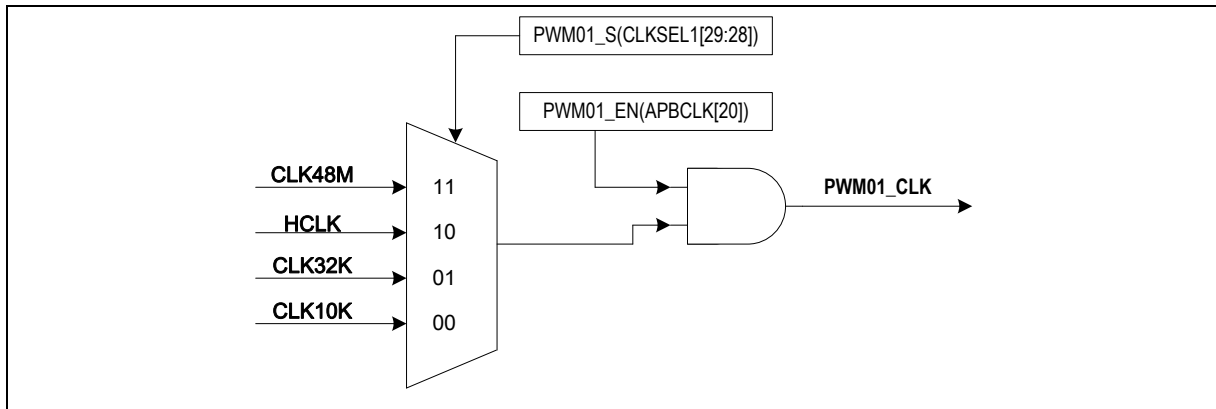 PWM01_S(CLKSEL1[29:28])
PWM01_EN(APBCLK[20])
CLK48M
11
PWM01_CLK
HCLK
10
CLK32K
01
CLK10K
00